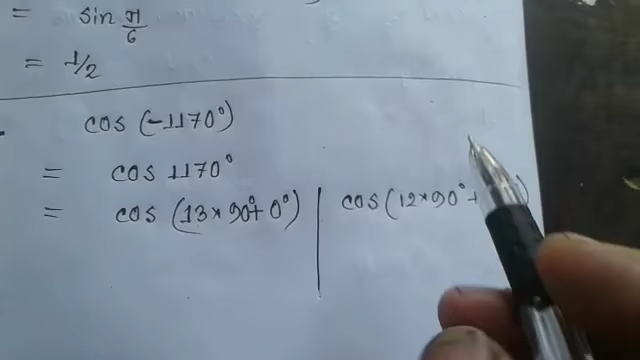 = sin π/6
= 1/2
cos (-1170°)
= cos 1170°
= cos (13×90°+0°) | cos (12×90°+ )